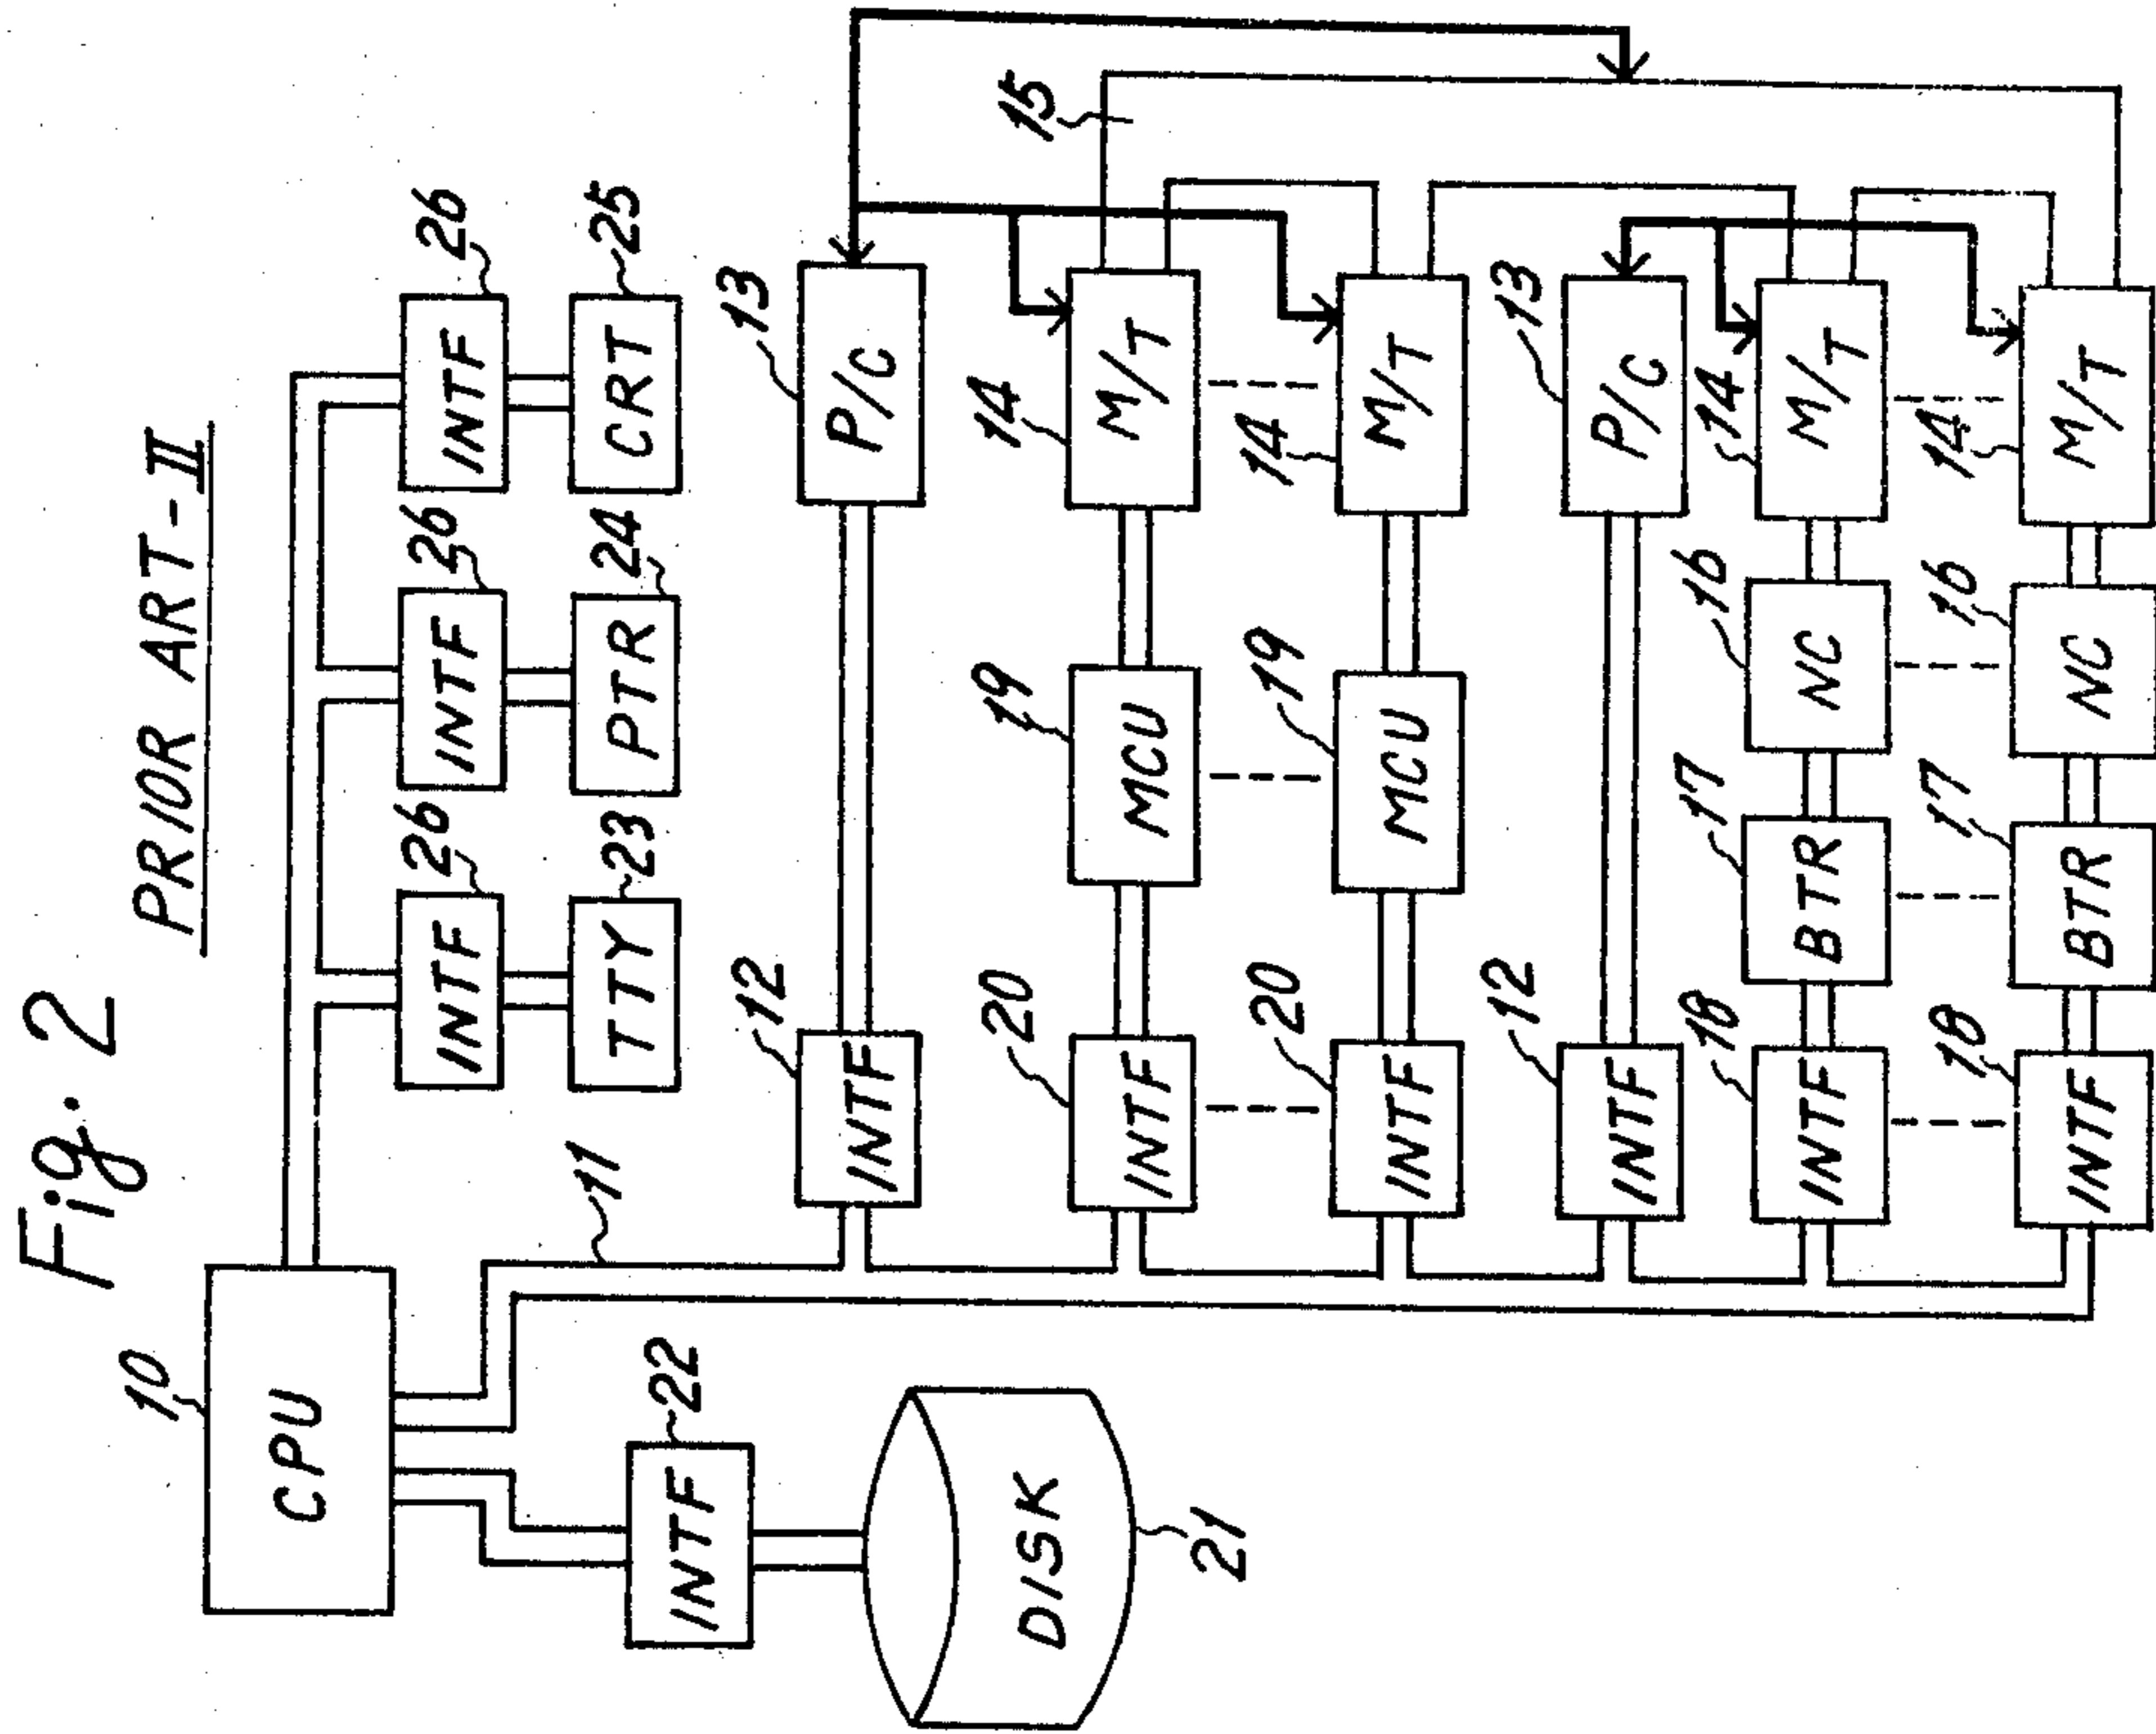 Fig. 2
PRIOR ART-II
10
CPU
26
INTF
26
INTF
26
INTF
TTY
23
PTR
24
CRT
25
11
22
INTF
DISK
21
12
INTF
13
P/C
20
INTF
19
MCU
14
M/T
15
20
INTF
19
MCU
14
M/T
12
INTF
13
P/C
18
INTF
17
BTR
16
NC
14
M/T
18
INTF
17
BTR
16
NC
14
M/T